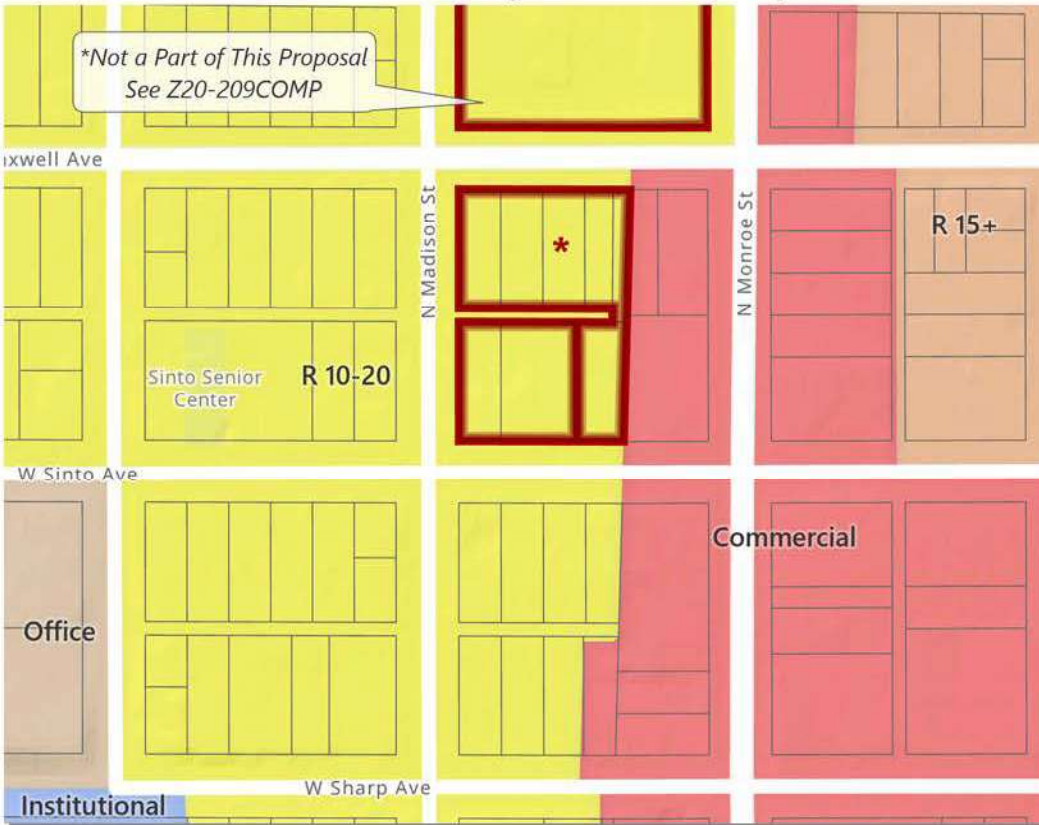 *Not a Part of This Proposal
See Z20-209COMP
axwell Ave
N Madison St
N Monroe St
R 15+
*
Sinto Senior
Center
R 10-20
W Sinto Ave
Commercial
Office
W Sharp Ave
Institutional